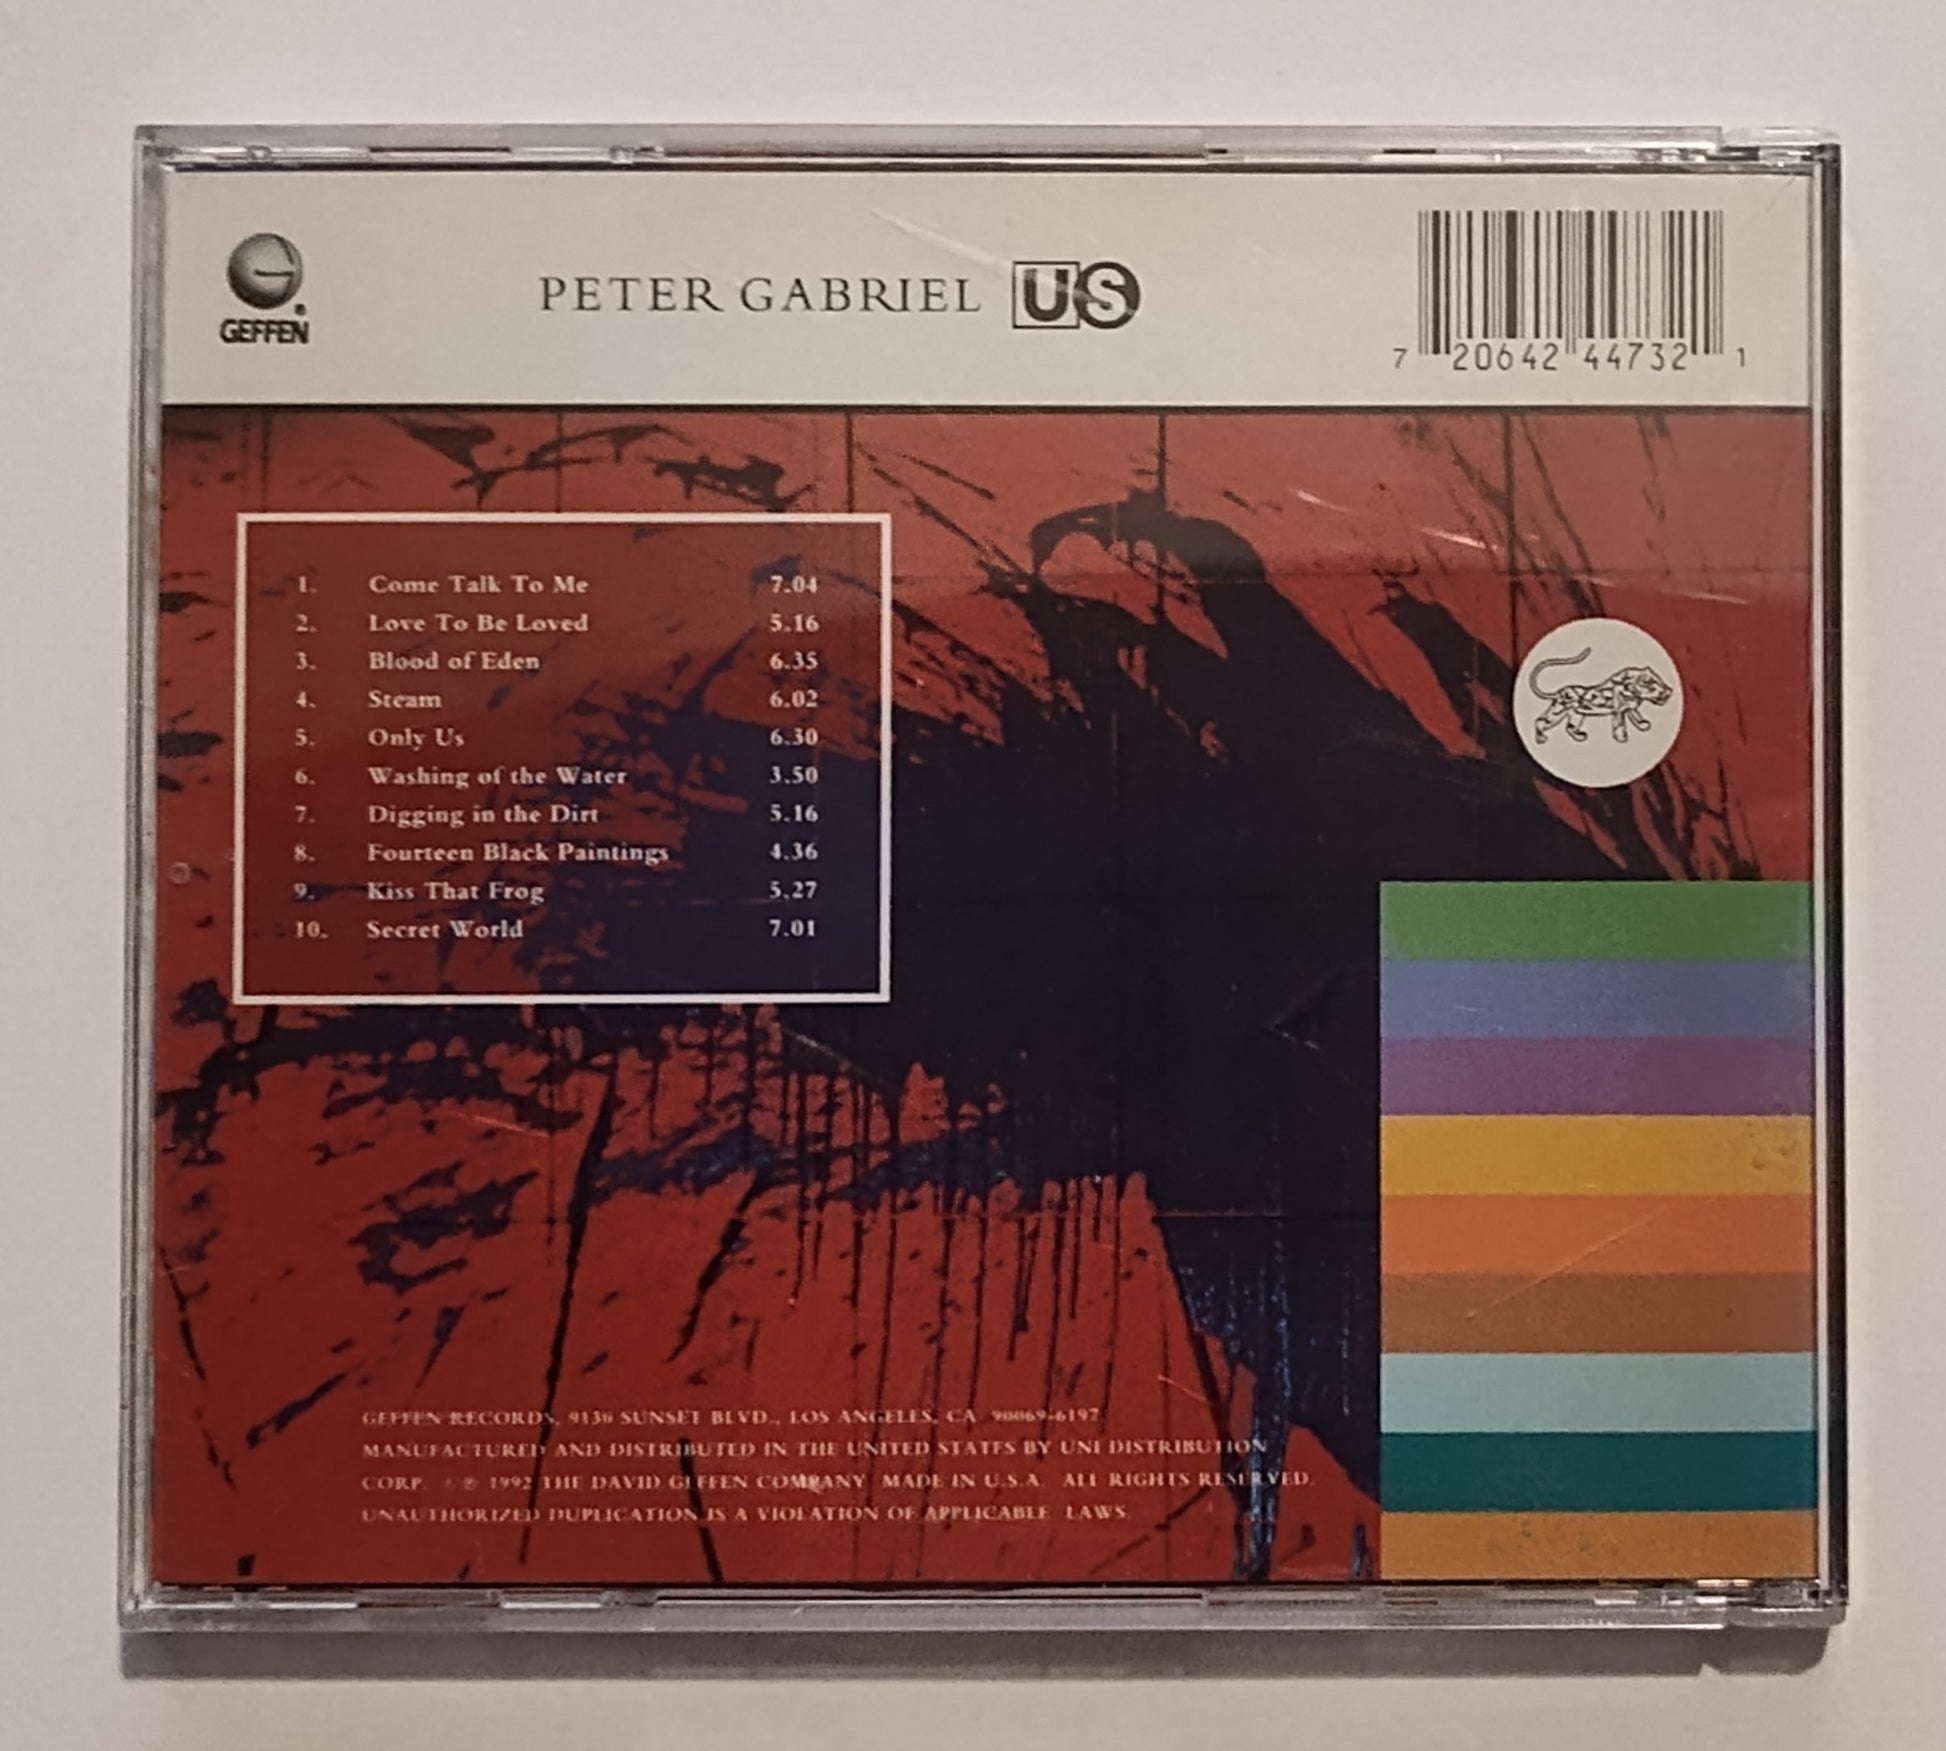 GEFFEN
PETER GABRIEL US
7 20642 44732 1
1. Come Talk To Me 7.04
2. Love To Be Loved 5.16
3. Blood of Eden 6.35
4. Steam 6.02
5. Only Us 6.30
6. Washing of the Water 3.50
7. Digging in the Dirt 5.16
8. Fourteen Black Paintings 4.36
9. Kiss That Frog 5.27
10. Secret World 7.01
GEFFEN RECORDS, 9130 SUNSET BLVD., LOS ANGELES, CA 90069-6197
MANUFACTURED AND DISTRIBUTED IN THE UNITED STATES BY UNI DISTRIBUTION
CORP. © ℗ 1992 THE DAVID GEFFEN COMPANY MADE IN U.S.A. ALL RIGHTS RESERVED.
UNAUTHORIZED DUPLICATION IS A VIOLATION OF APPLICABLE LAWS.